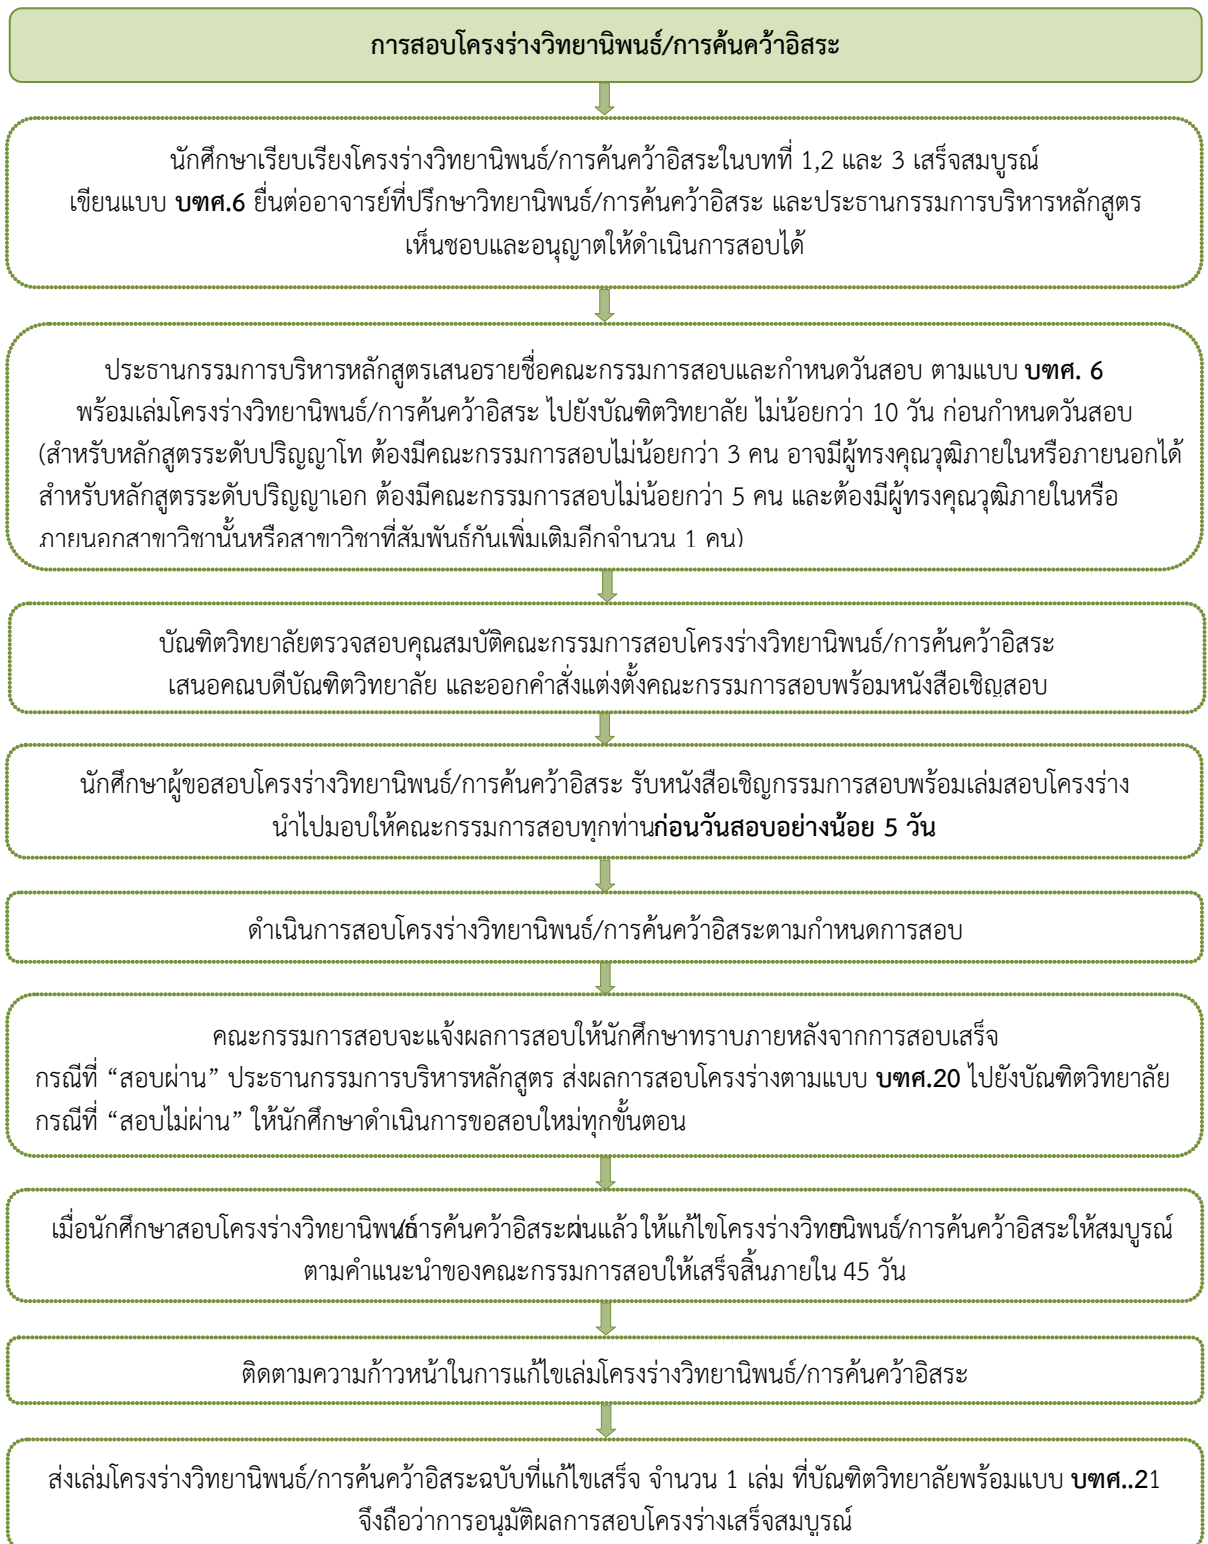 การสอบโครงร่างวิทยานิพนธ์/การค้นคว้าอิสระ
นักศึกษาเรียบเรียงโครงร่างวิทยานิพนธ์/การค้นคว้าอิสระในบทที่ 1,2 และ 3 เสร็จสมบูรณ์
เขียนแบบ บฑศ.6 ยื่นต่ออาจารย์ที่ปรึกษาวิทยานิพนธ์/การค้นคว้าอิสระ และประธานกรรมการบริหารหลักสูตร
เห็นชอบและอนุญาตให้ดำเนินการสอบได้
ประธานกรรมการบริหารหลักสูตรเสนอรายชื่อคณะกรรมการสอบและกำหนดวันสอบ ตามแบบ บฑศ. 6
พร้อมเล่มโครงร่างวิทยานิพนธ์/การค้นคว้าอิสระ ไปยังบัณฑิตวิทยาลัย ไม่น้อยกว่า 10 วัน ก่อนกำหนดวันสอบ
(สำหรับหลักสูตรระดับปริญญาโท ต้องมีคณะกรรมการสอบไม่น้อยกว่า 3 คน อาจมีผู้ทรงคุณวุฒิภายในหรือภายนอกได้
สำหรับหลักสูตรระดับปริญญาเอก ต้องมีคณะกรรมการสอบไม่น้อยกว่า 5 คน และต้องมีผู้ทรงคุณวุฒิภายในหรือ
ภายนอกสาขาวิชานั้นหรือสาขาวิชาที่สัมพันธ์กันเพิ่มเติมอีกจำนวน 1 คน)
บัณฑิตวิทยาลัยตรวจสอบคุณสมบัติคณะกรรมการสอบโครงร่างวิทยานิพนธ์/การค้นคว้าอิสระ
เสนอคณบดีบัณฑิตวิทยาลัย และออกคำสั่งแต่งตั้งคณะกรรมการสอบพร้อมหนังสือเชิญสอบ
นักศึกษาผู้ขอสอบโครงร่างวิทยานิพนธ์/การค้นคว้าอิสระ รับหนังสือเชิญกรรมการสอบพร้อมเล่มสอบโครงร่าง
นำไปมอบให้คณะกรรมการสอบทุกท่านก่อนวันสอบอย่างน้อย 5 วัน
ดำเนินการสอบโครงร่างวิทยานิพนธ์/การค้นคว้าอิสระตามกำหนดการสอบ
คณะกรรมการสอบจะแจ้งผลการสอบให้นักศึกษาทราบภายหลังจากการสอบเสร็จ
กรณีที่ “สอบผ่าน” ประธานกรรมการบริหารหลักสูตร ส่งผลการสอบโครงร่างตามแบบ บฑศ.20 ไปยังบัณฑิตวิทยาลัย
กรณีที่ “สอบไม่ผ่าน” ให้นักศึกษาดำเนินการขอสอบใหม่ทุกขั้นตอน
เมื่อนักศึกษาสอบโครงร่างวิทยานิพนธ์/การค้นคว้าอิสระผ่านแล้ว ให้แก้ไขโครงร่างวิทยานิพนธ์/การค้นคว้าอิสระให้สมบูรณ์
ตามคำแนะนำของคณะกรรมการสอบให้เสร็จสิ้นภายใน 45 วัน
ติดตามความก้าวหน้าในการแก้ไขเล่มโครงร่างวิทยานิพนธ์/การค้นคว้าอิสระ
ส่งเล่มโครงร่างวิทยานิพนธ์/การค้นคว้าอิสระฉบับที่แก้ไขเสร็จ จำนวน 1 เล่ม ที่บัณฑิตวิทยาลัยพร้อมแบบ บฑศ..21
จึงถือว่าการอนุมัติผลการสอบโครงร่างเสร็จสมบูรณ์